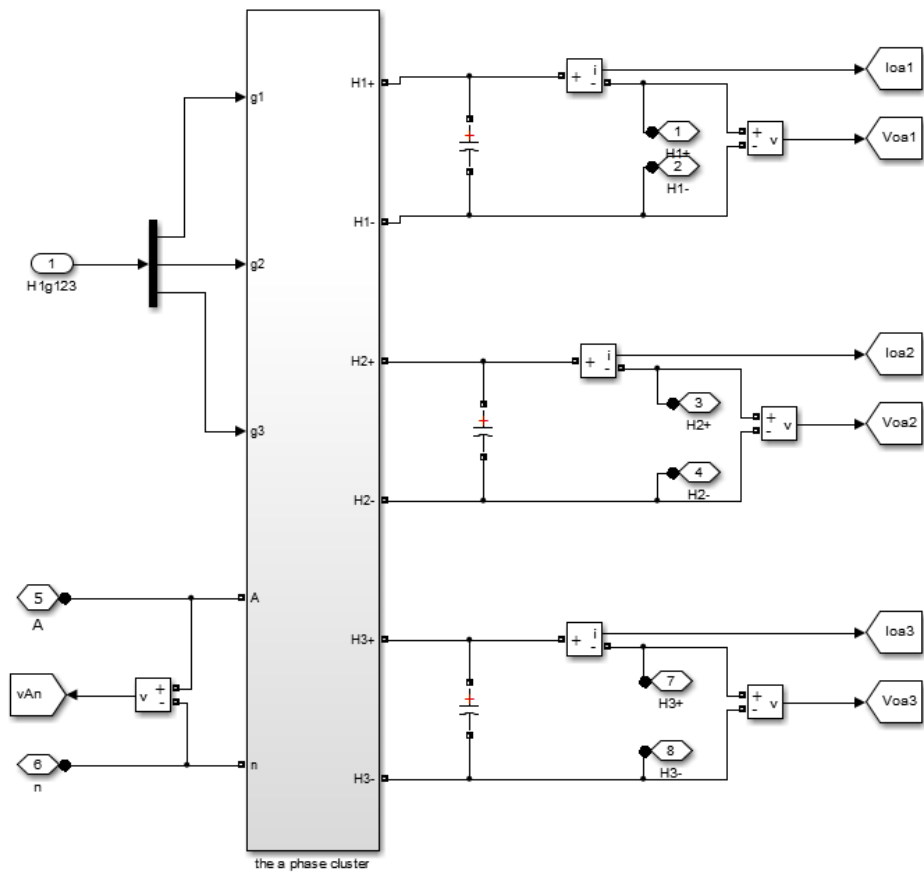 H1+
i
+
-
Ioa1
g1
1
H1+
+
-
v
Voa1
2
H1-
H1-
1
H1g123
g2
H2+
i
+
-
Ioa2
3
H2+
+
-
v
Voa2
g3
4
H2-
H2-
5
A
A
H3+
i
+
-
Ioa3
7
H3+
+
-
v
Voa3
vAn
v
+
-
8
H3-
6
n
n
H3-
the a phase cluster